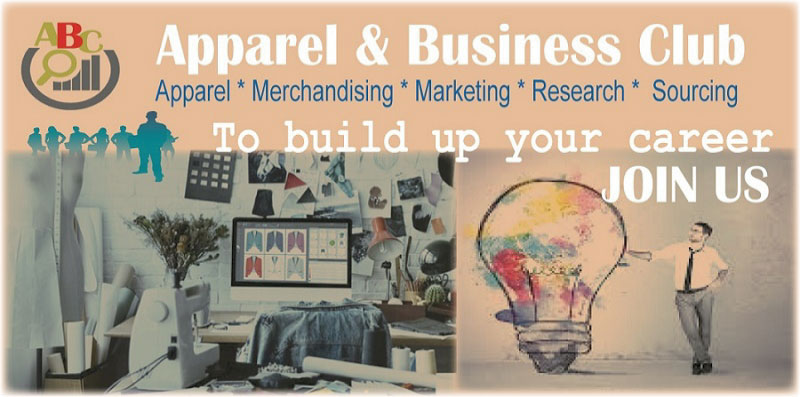 ABC
Apparel & Business Club
Apparel * Merchandising * Marketing * Research * Sourcing
To build up your career
JOIN US